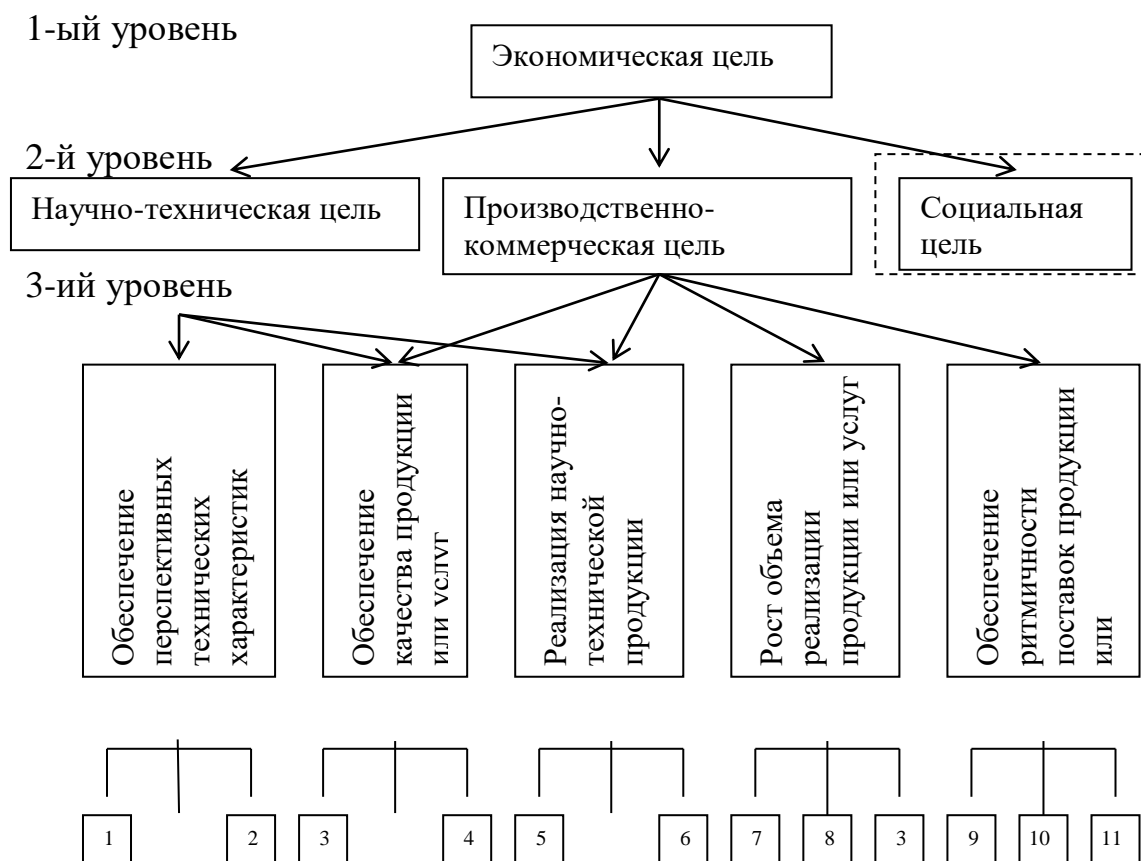 1-ый уровень
Экономическая цель
2-й уровень
Научно-техническая цель
Производственно-
коммерческая цель
Социальная
цель
3-ий уровень
Обеспечение
перспективных
технических
характеристик
Обеспечение
качества продукции
или услуг
Реализация научно-
технической
продукции
Рост объема
реализации
продукции или услуг
Обеспечение
ритмичности
поставок продукции
или
1
2
3
4
5
6
7
8
3
9
10
11